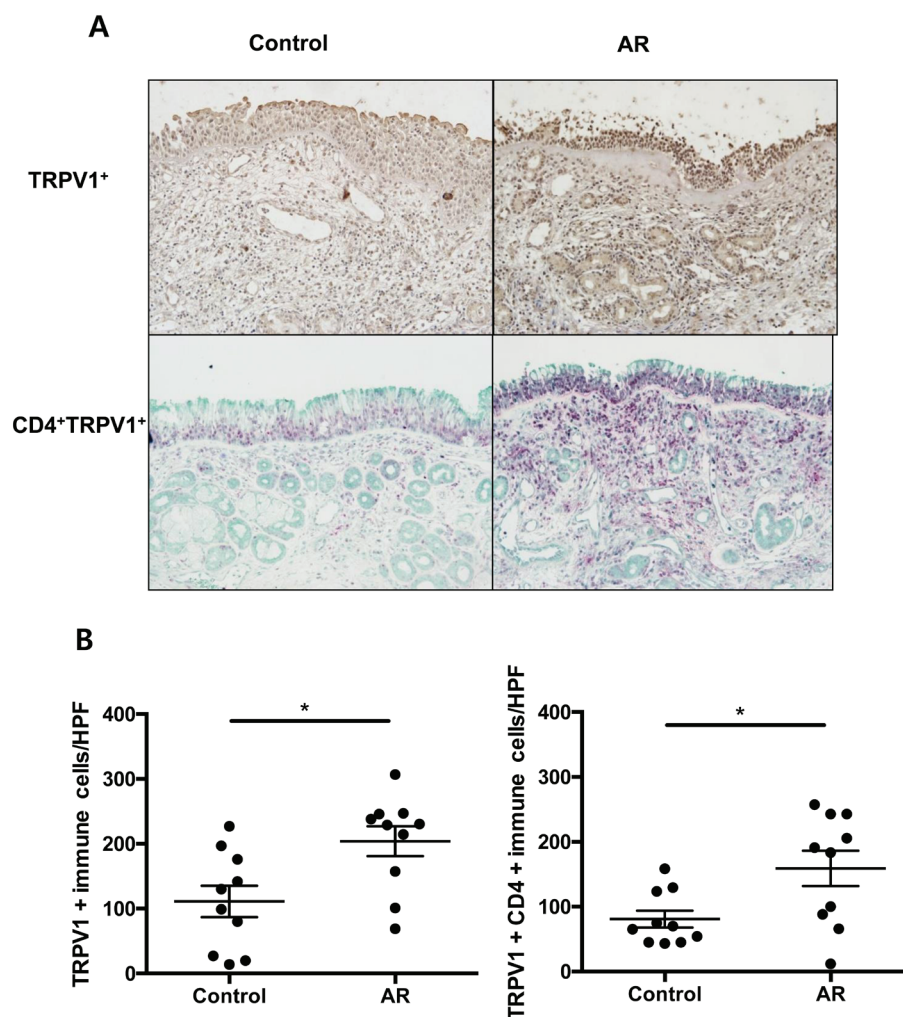 A
Control AR
TRPV1⁺
CD4⁺TRPV1⁺
B
TRPV1 + immune cells/HPF
400
300
200
100
0
*
Control AR
TRPV1 + CD4 + immune cells/HPF
400
300
200
100
0
*
Control AR